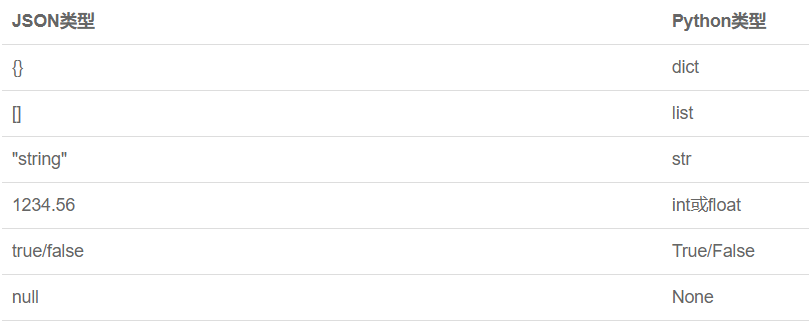 JSON类型 Python类型
{} dict
[] list
"string" str
1234.56 int或float
true/false True/False
null None